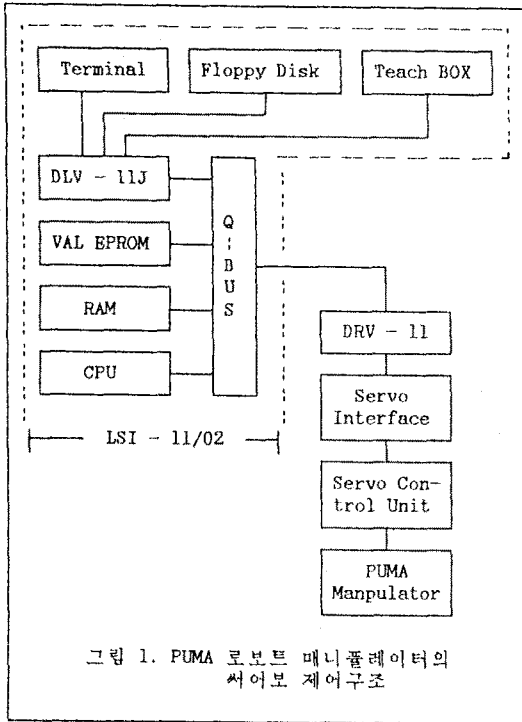 Terminal
Floppy Disk
Teach BOX
DLV - 11J
VAL EPROM
RAM
CPU
Q-BUS
LSI - 11/02
DRV - 11
Servo
Interface
Servo Con-
trol Unit
PUMA
Manpulator
그림 1. PUMA 로보트 매니퓰레이터의
써어보 제어구조